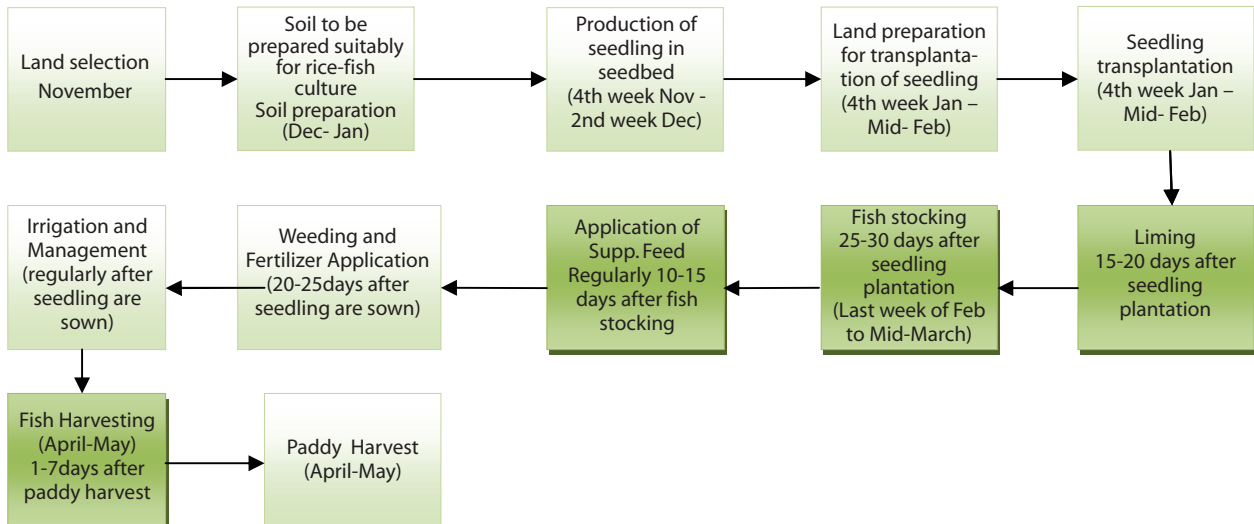 Land selection
November
Soil to be
prepared suitably
for rice-fish
culture
Soil preparation
(Dec- Jan)
Production of
seedling in
seedbed
(4th week Nov -
2nd week Dec)
Land preparation
for transplanta-
tion of seedling
(4th week Jan –
Mid- Feb)
Seedling
transplantation
(4th week Jan –
Mid- Feb)
Liming
15-20 days after
seedling
plantation
Fish stocking
25-30 days after
seedling
plantation
(Last week of Feb
to Mid-March)
Application of
Supp. Feed
Regularly 10-15
days after fish
stocking
Weeding and
Fertilizer Application
(20-25days after
seedling are sown)
Irrigation and
Management
(regularly after
seedling are
sown)
Fish Harvesting
(April-May)
1-7days after
paddy harvest
Paddy Harvest
(April-May)